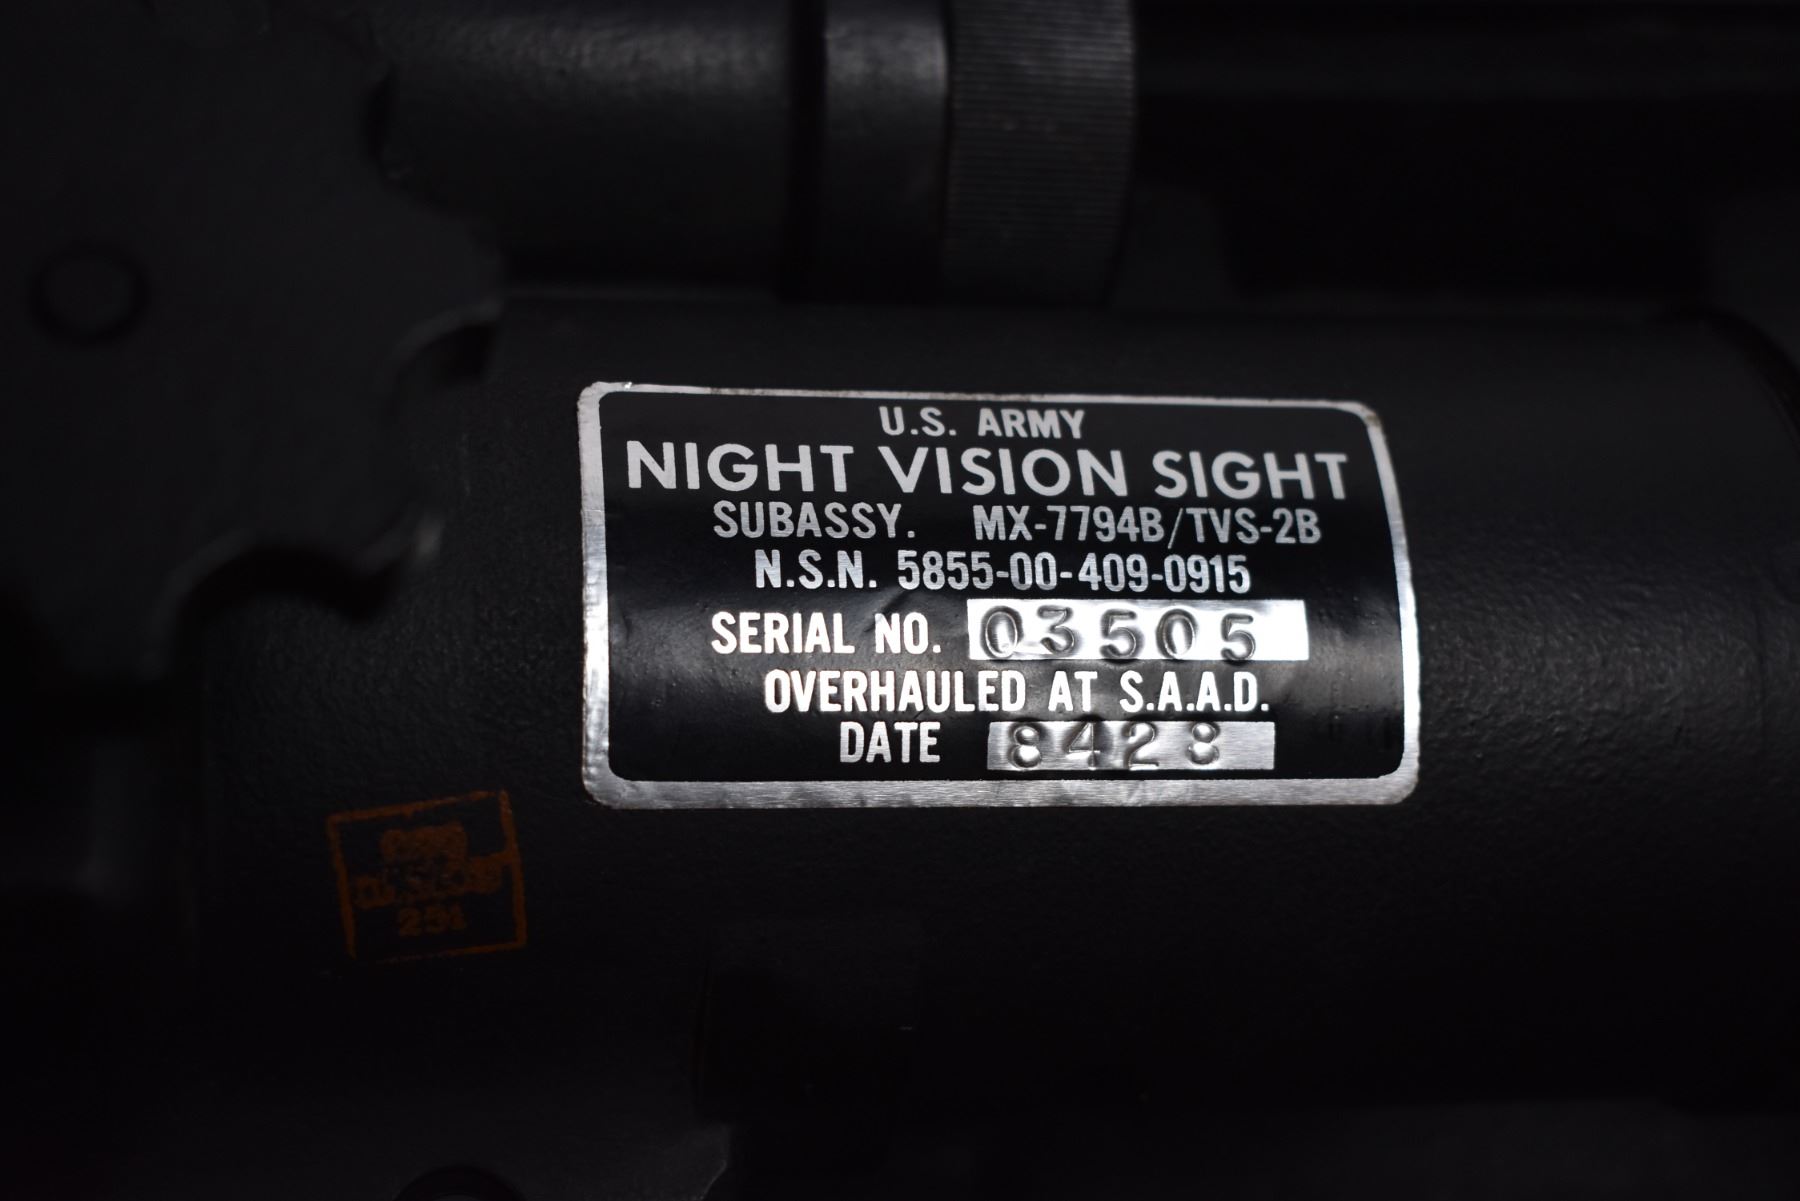 U.S. ARMY
NIGHT VISION SIGHT
SUBASSY. MX-7794B/TVS-2B
N.S.N. 5855-00-409-0915
SERIAL NO. 03505
OVERHAULED AT S.A.A.D.
DATE 8428
251